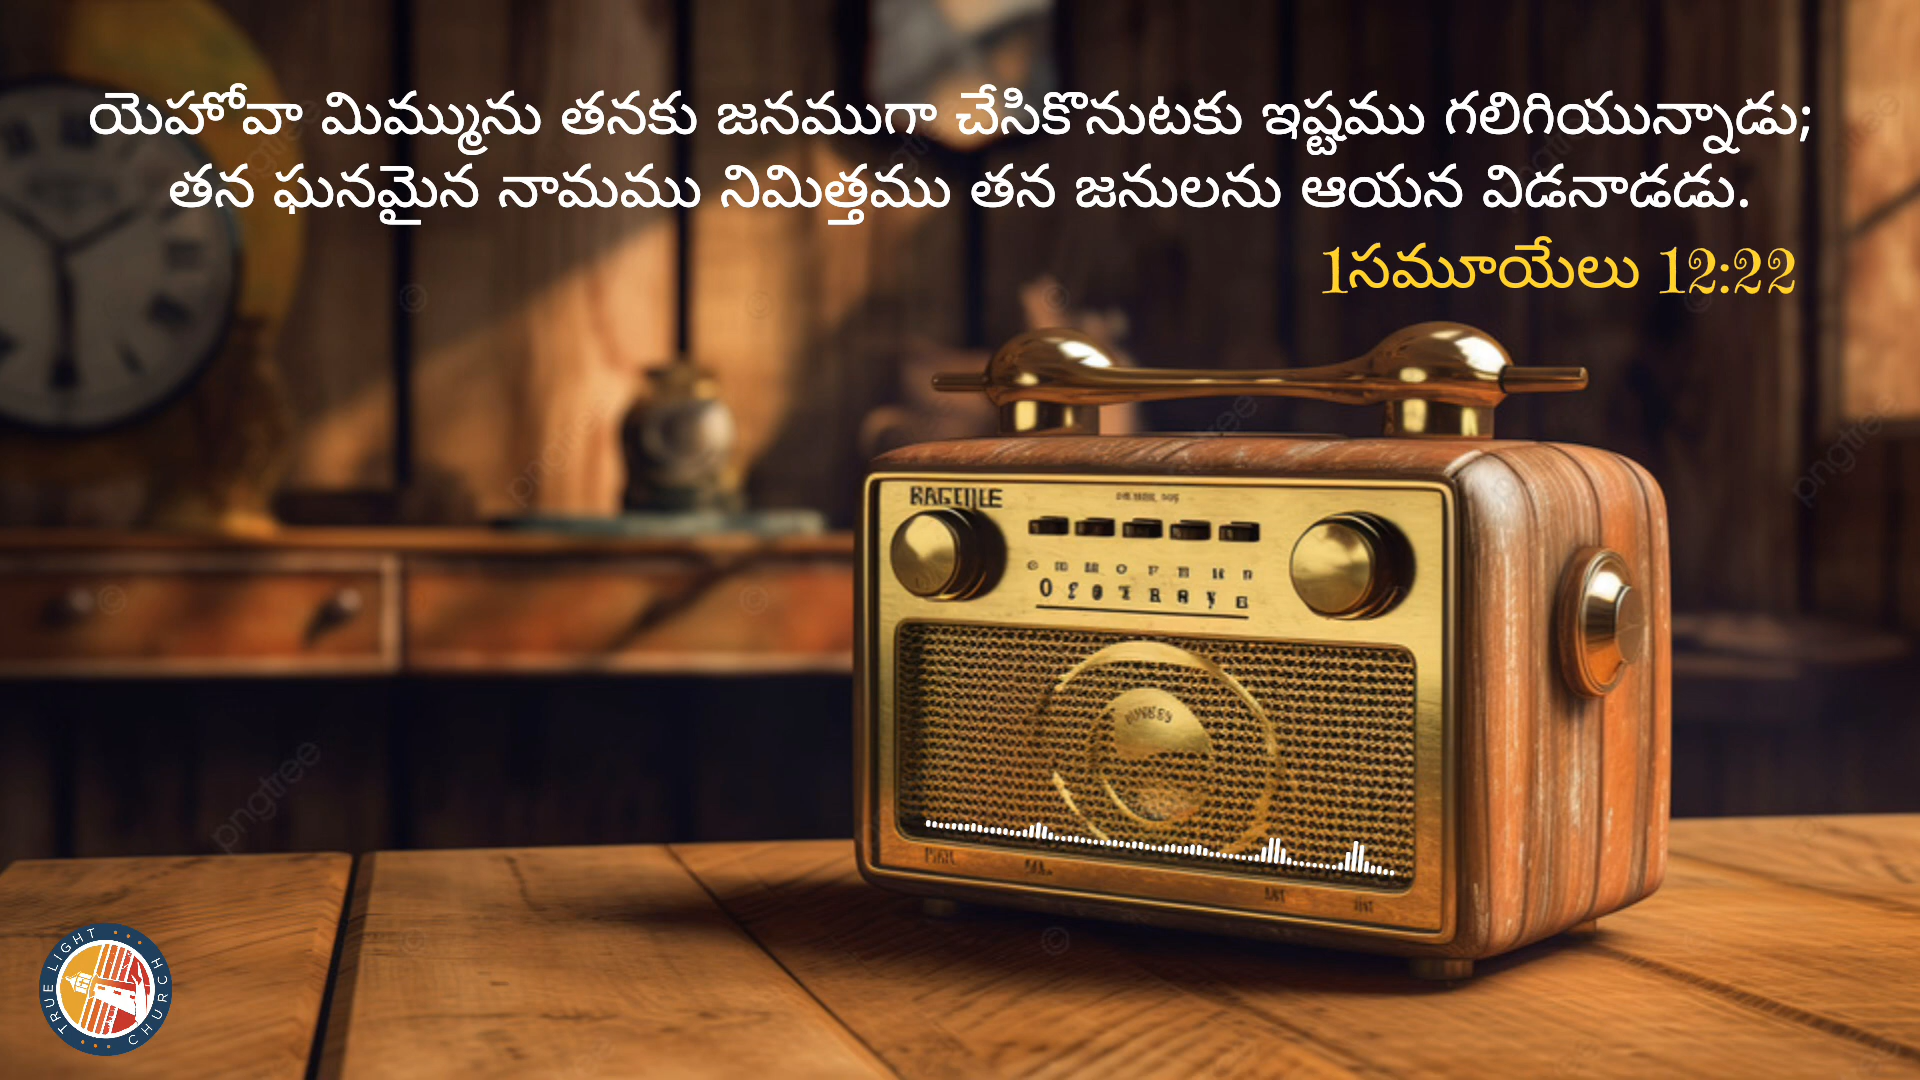 యెహోవా మిమ్మును తనకు జనముగా చేసికొనుటకు ఇష్టము గలిగియున్నాడు;
తన ఘనమైన నామము నిమిత్తము తన జనులను ఆయన విడనాడడు.
1సమూయేలు 12:22
TRUE LIGHT CHURCH
pngtree